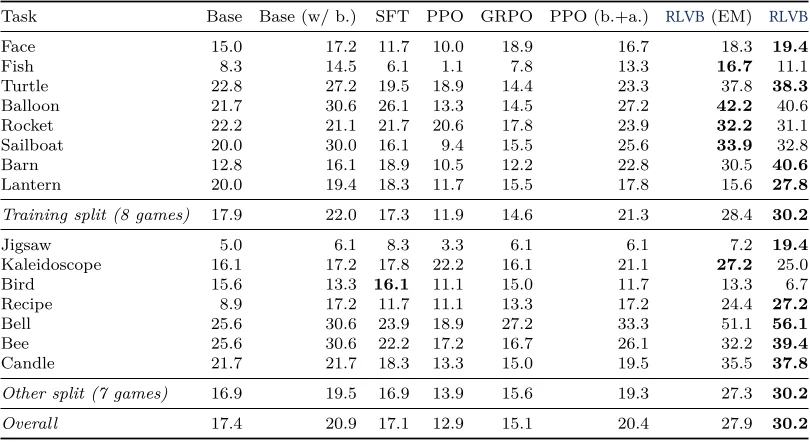 Task Base Base (w/ b.) SFT PPO GRPO PPO (b.+a.) RLVB (EM) RLVB
Face 15.0 17.2 11.7 10.0 18.9 16.7 18.3 19.4
Fish 8.3 14.5 6.1 1.1 7.8 13.3 16.7 11.1
Turtle 22.8 27.2 19.5 18.9 14.4 23.3 37.8 38.3
Balloon 21.7 30.6 26.1 13.3 14.5 27.2 42.2 40.6
Rocket 22.2 21.1 21.7 20.6 17.8 23.9 32.2 31.1
Sailboat 20.0 30.0 16.1 9.4 15.5 25.6 33.9 32.8
Barn 12.8 16.1 18.9 10.5 12.2 22.8 30.5 40.6
Lantern 20.0 19.4 18.3 11.7 15.5 17.8 15.6 27.8
Training split (8 games) 17.9 22.0 17.3 11.9 14.6 21.3 28.4 30.2
Jigsaw 5.0 6.1 8.3 3.3 6.1 6.1 7.2 19.4
Kaleidoscope 16.1 17.2 17.8 22.2 16.1 21.1 27.2 25.0
Bird 15.6 13.3 16.1 11.1 15.0 11.7 13.3 6.7
Recipe 8.9 17.2 11.7 11.1 13.3 17.2 24.4 27.2
Bell 25.6 30.6 23.9 18.9 27.2 33.3 51.1 56.1
Bee 25.6 30.6 22.2 17.2 16.7 26.1 32.2 39.4
Candle 21.7 21.7 18.3 13.3 15.0 19.5 35.5 37.8
Other split (7 games) 16.9 19.5 16.9 13.9 15.6 19.3 27.3 30.2
Overall 17.4 20.9 17.1 12.9 15.1 20.4 27.9 30.2